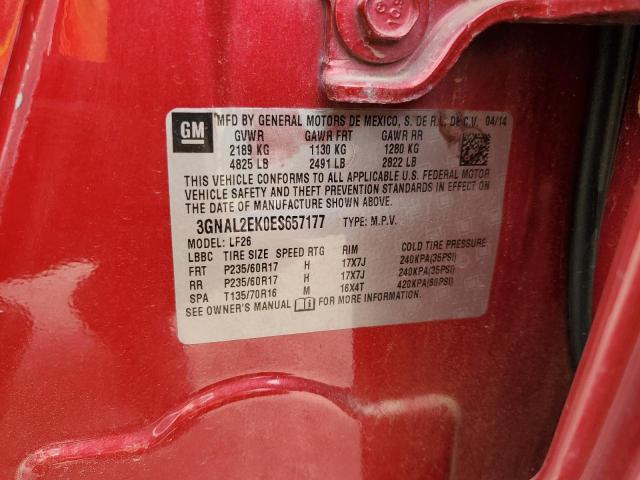 GM
MFD BY GENERAL MOTORS DE MEXICO, S. DE R.L. DE C.V. 04/14
GVWR GAWR FRT GAWR RR
2189 KG 1130 KG 1280 KG
4825 LB 2491 LB 2822 LB
THIS VEHICLE CONFORMS TO ALL APPLICABLE U.S. FEDERAL MOTOR
VEHICLE SAFETY AND THEFT PREVENTION STANDARDS IN EFFECT ON
THE DATE OF MANUFACTURE SHOWN ABOVE.
3GNAL2EK0ES657177 TYPE: M.P.V.
MODEL: LF26
LBBC TIRE SIZE SPEED RTG RIM COLD TIRE PRESSURE
FRT P235/60R17 H 17X7J 240KPA(35PSI)
RR P235/60R17 H 17X7J 240KPA(35PSI)
SPA T135/70R16 M 16X4T 420KPA(60PSI)
SEE OWNER'S MANUAL FOR MORE INFORMATION